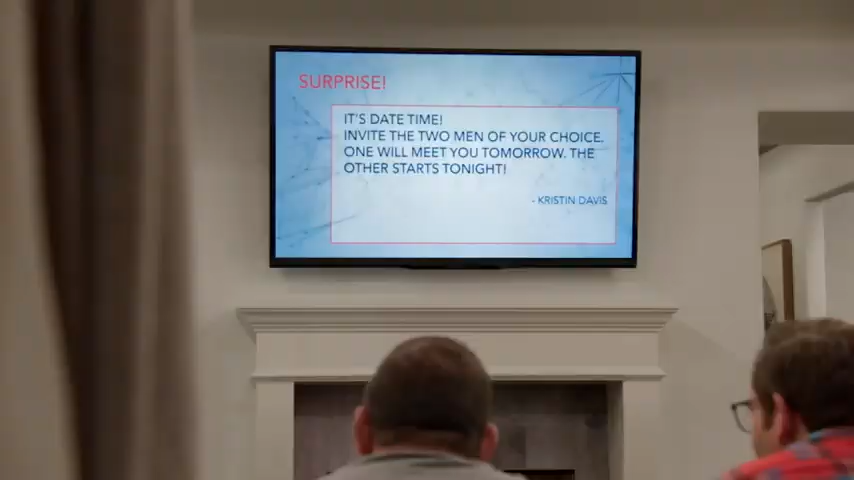 SURPRISE!
IT'S DATE TIME!
INVITE THE TWO MEN OF YOUR CHOICE.
ONE WILL MEET YOU TOMORROW. THE
OTHER STARTS TONIGHT!
- KRISTIN DAVIS